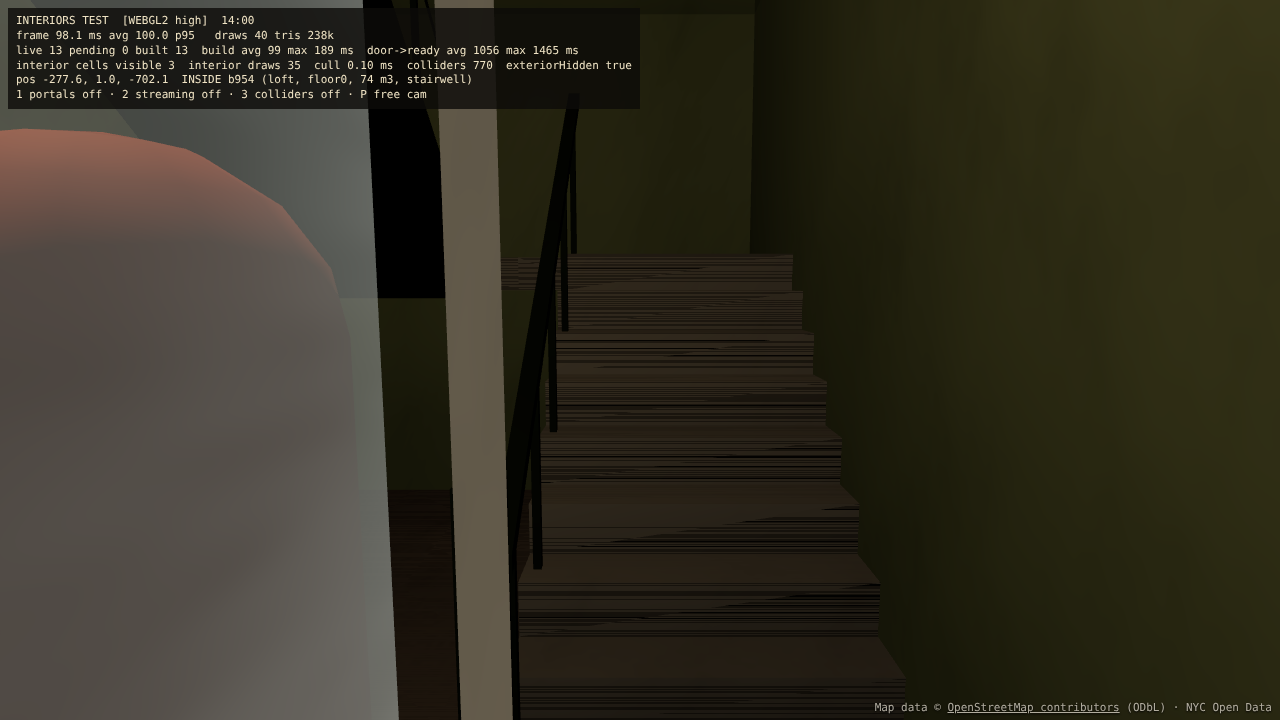 INTERIORS TEST  [WEBGL2 high]  14:00
frame 98.1 ms avg 100.0 p95   draws 40 tris 238k
live 13 pending 0 built 13  build avg 99 max 189 ms  door->ready avg 1056 max 1465 ms
interior cells visible 3  interior draws 35  cull 0.10 ms  colliders 770  exteriorHidden true
pos -277.6, 1.0, -702.1  INSIDE b954 (loft, floor0, 74 m3, stairwell)
1 portals off · 2 streaming off · 3 colliders off · P free cam
Map data © OpenStreetMap contributors (ODbL) · NYC Open Data